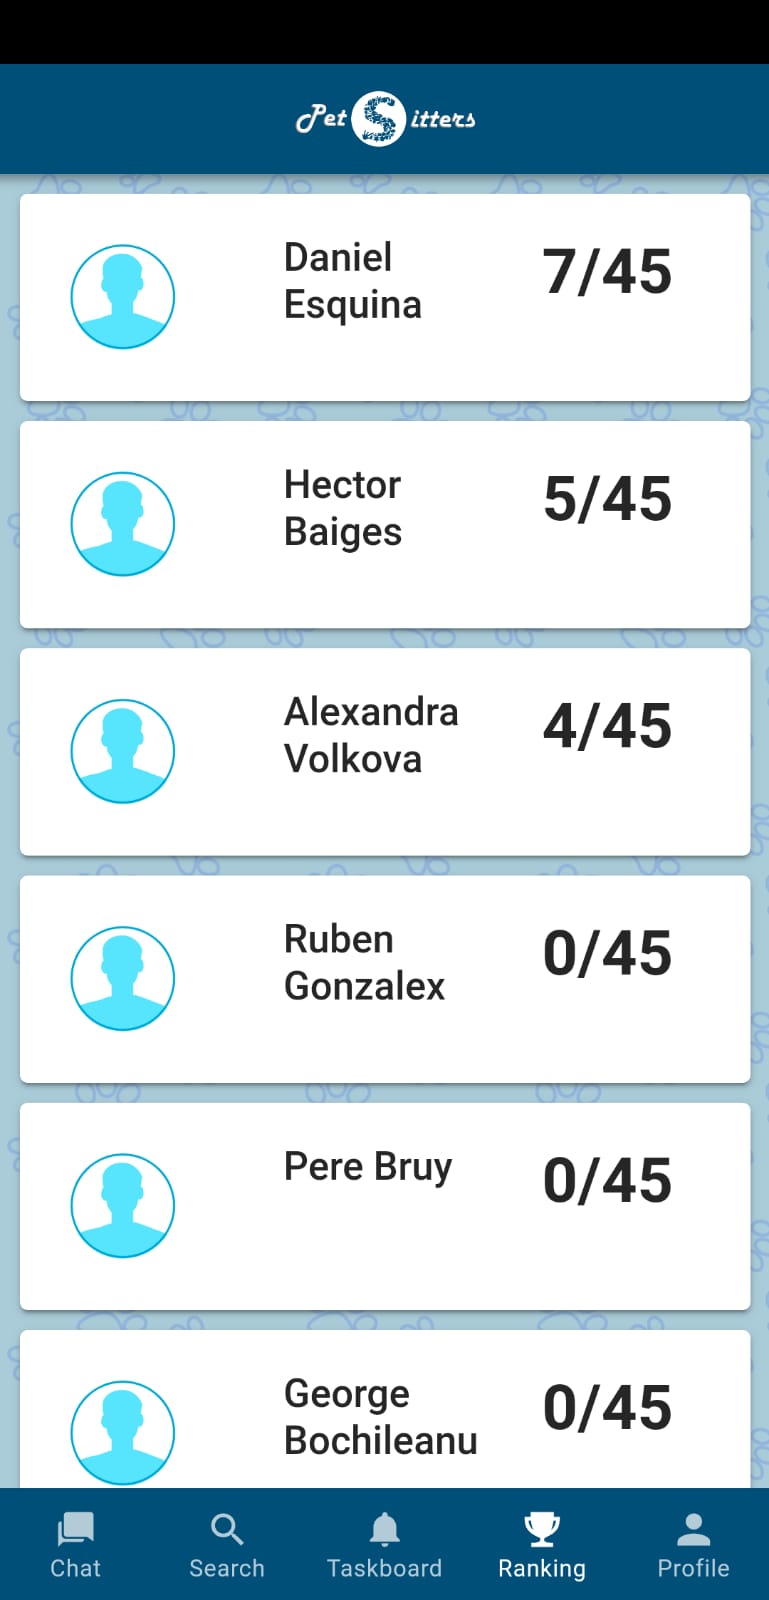 Pet Sitters
Daniel
Esquina
7/45
Hector
Baiges
5/45
Alexandra
Volkova
4/45
Ruben
Gonzalex
0/45
Pere Bruy
0/45
George
Bochileanu
0/45
Chat
Search
Taskboard
Ranking
Profile